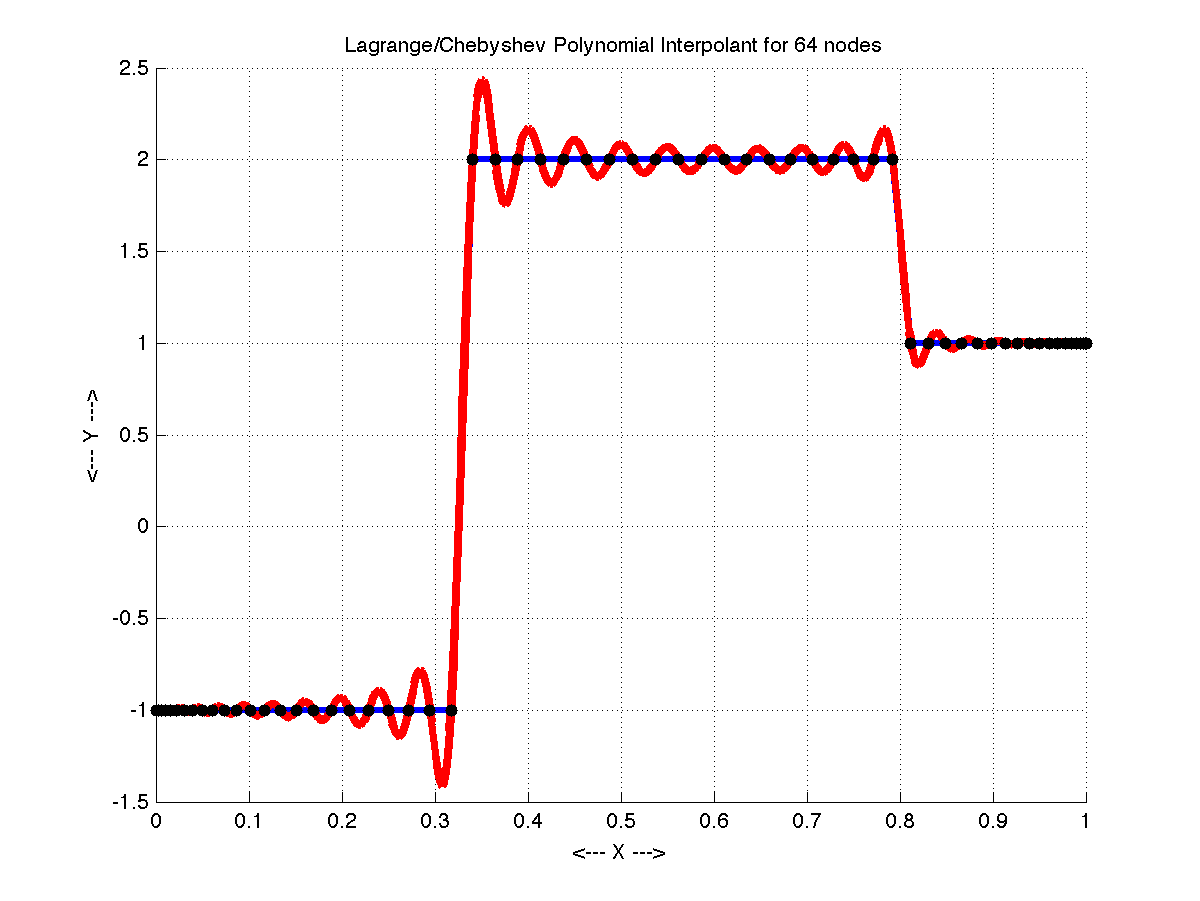 Lagrange/Chebyshev Polynomial Interpolant for 64 nodes
2.5
2
1.5
1
0.5
0
-0.5
-1
-1.5
<--- Y --->
0 0.1 0.2 0.3 0.4 0.5 0.6 0.7 0.8 0.9 1
<--- X --->